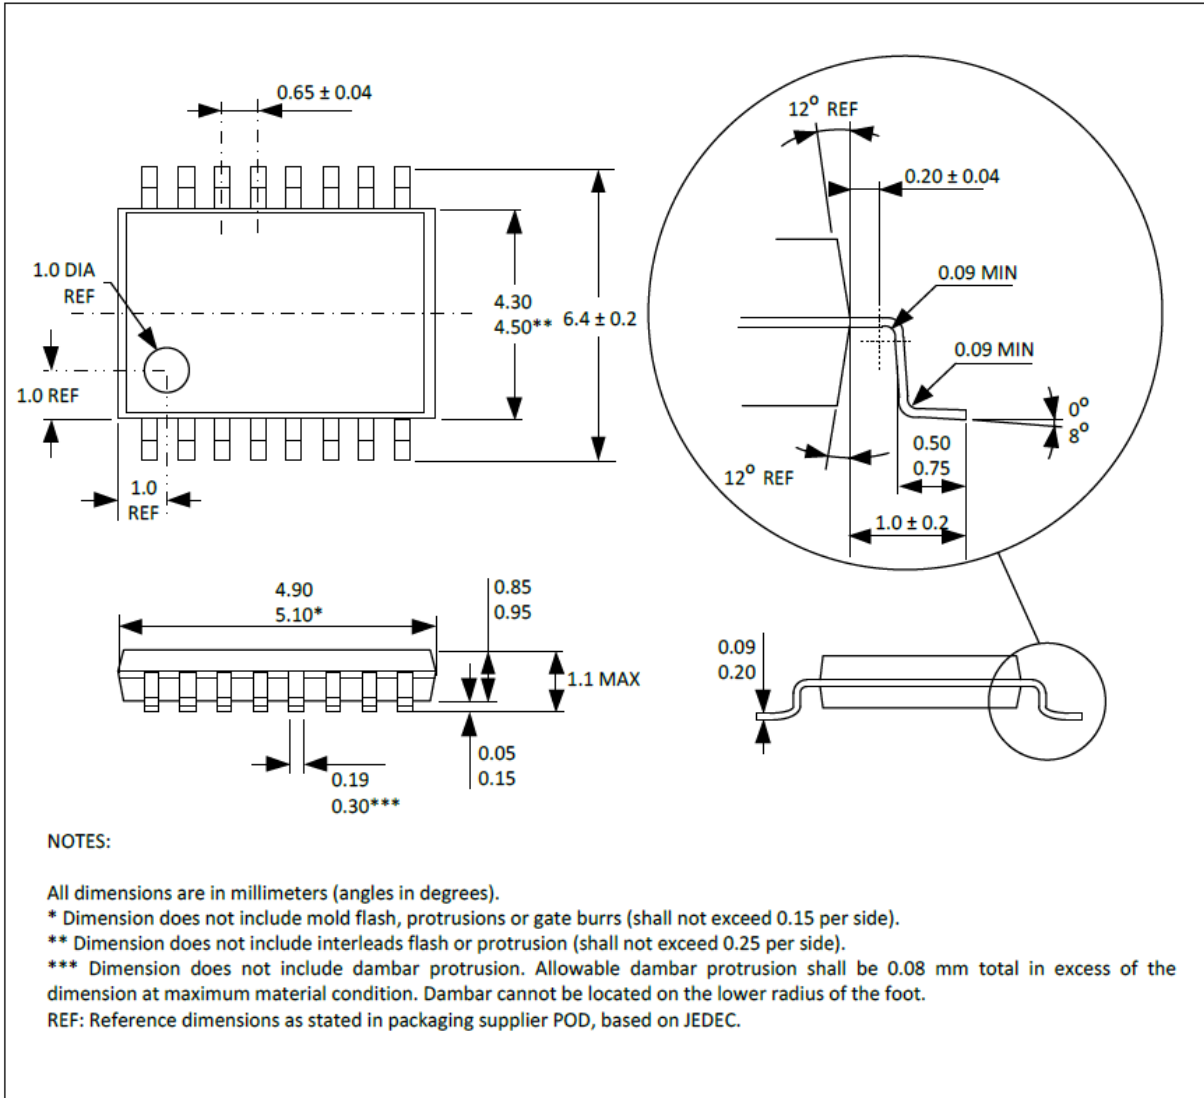 0.65 ± 0.04
12° REF
0.20 ± 0.04
1.0 DIA
REF
0.09 MIN
4.30
4.50** 6.4 ± 0.2
0.09 MIN
1.0 REF
0°
8°
0.50
0.75
12° REF
1.0
REF
1.0 ± 0.2
4.90
5.10*
0.85
0.95
1.1 MAX
0.09
0.20
0.05
0.15
0.19
0.30***
NOTES:
All dimensions are in millimeters (angles in degrees).
* Dimension does not include mold flash, protrusions or gate burrs (shall not exceed 0.15 per side).
** Dimension does not include interleads flash or protrusion (shall not exceed 0.25 per side).
*** Dimension does not include dambar protrusion. Allowable dambar protrusion shall be 0.08 mm total in excess of the
dimension at maximum material condition. Dambar cannot be located on the lower radius of the foot.
REF: Reference dimensions as stated in packaging supplier POD, based on JEDEC.